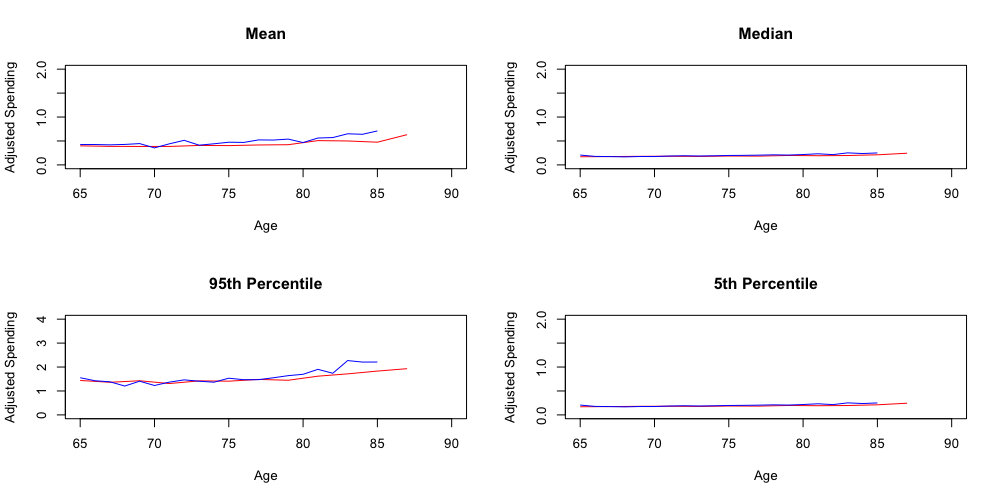 Mean
Adjusted Spending
0.0 1.0 2.0
65 70 75 80 85 90
Age
Median
Adjusted Spending
0.0 1.0 2.0
65 70 75 80 85 90
Age
95th Percentile
Adjusted Spending
0 1 2 3 4
65 70 75 80 85 90
Age
5th Percentile
Adjusted Spending
0.0 1.0 2.0
65 70 75 80 85 90
Age